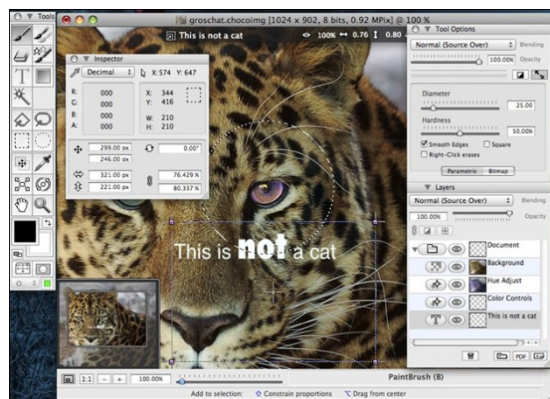 Tools
groschat.chocoimg [1024 x 902, 8 bits, 0.92 MPix] @ 100 %
This is not a cat
100%
0.76
0.80
Inspector
Decimal
X: 574 Y: 647
R: 000
G: 000
B: 000
A: 000
X: 344
Y: 416
W: 210
H: 210
299.00 px
246.00 px
0.00°
321.00 px
221.00 px
76.429 %
80.337 %
This is not a cat
Tool Options
Normal (Source Over) Blending
100.00% Opacity
Diameter
25.00
Hardness
50.00%
Smooth Edges Square
Right-Click erases
Parametric Bitmap
Layers
Normal (Source Over) Blending
100.00% Opacity
Document
Background
Hue Adjust
Color Controls
This is not a cat
PDF
1:1 - + 100.00%
PaintBrush (B)
Add to selection: Constrain proportions Drag from center